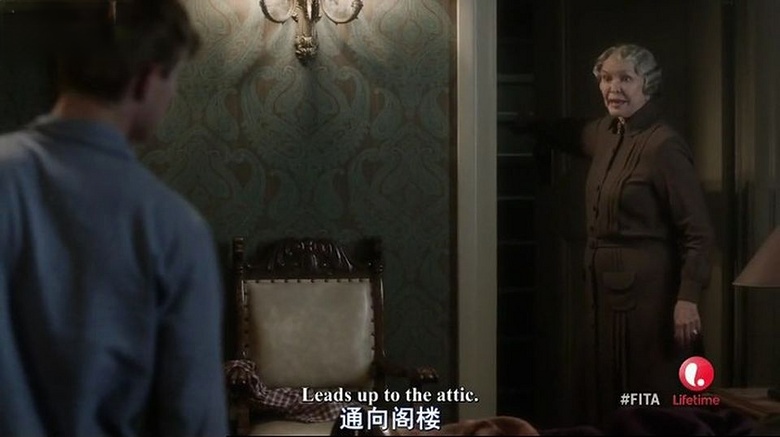 Leads up to the attic.
通向阁楼
#FITA
Lifetime